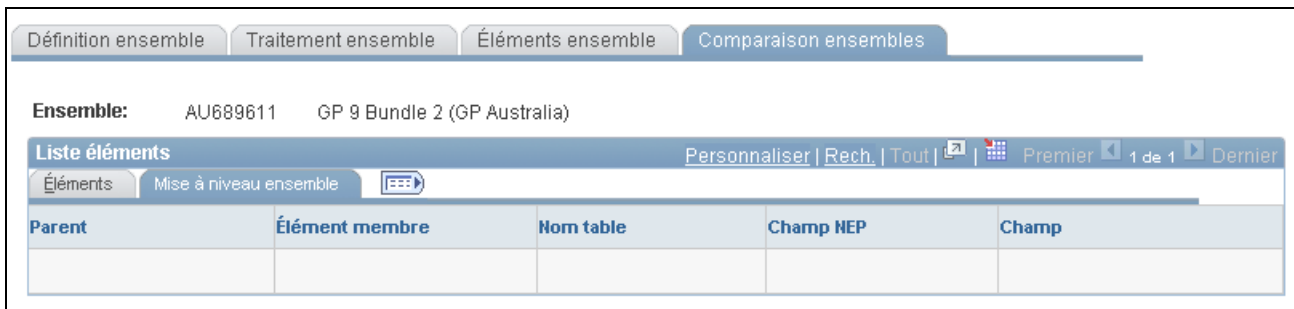 Définition ensemble Traitement ensemble Éléments ensemble Comparaison ensembles
Ensemble: AU689611 GP 9 Bundle 2 (GP Australia)
Liste éléments Personnaliser | Rech. | Tout | | Premier 1 de 1 Dernier
Éléments Mise à niveau ensemble
Parent Élément membre Nom table Champ NEP Champ